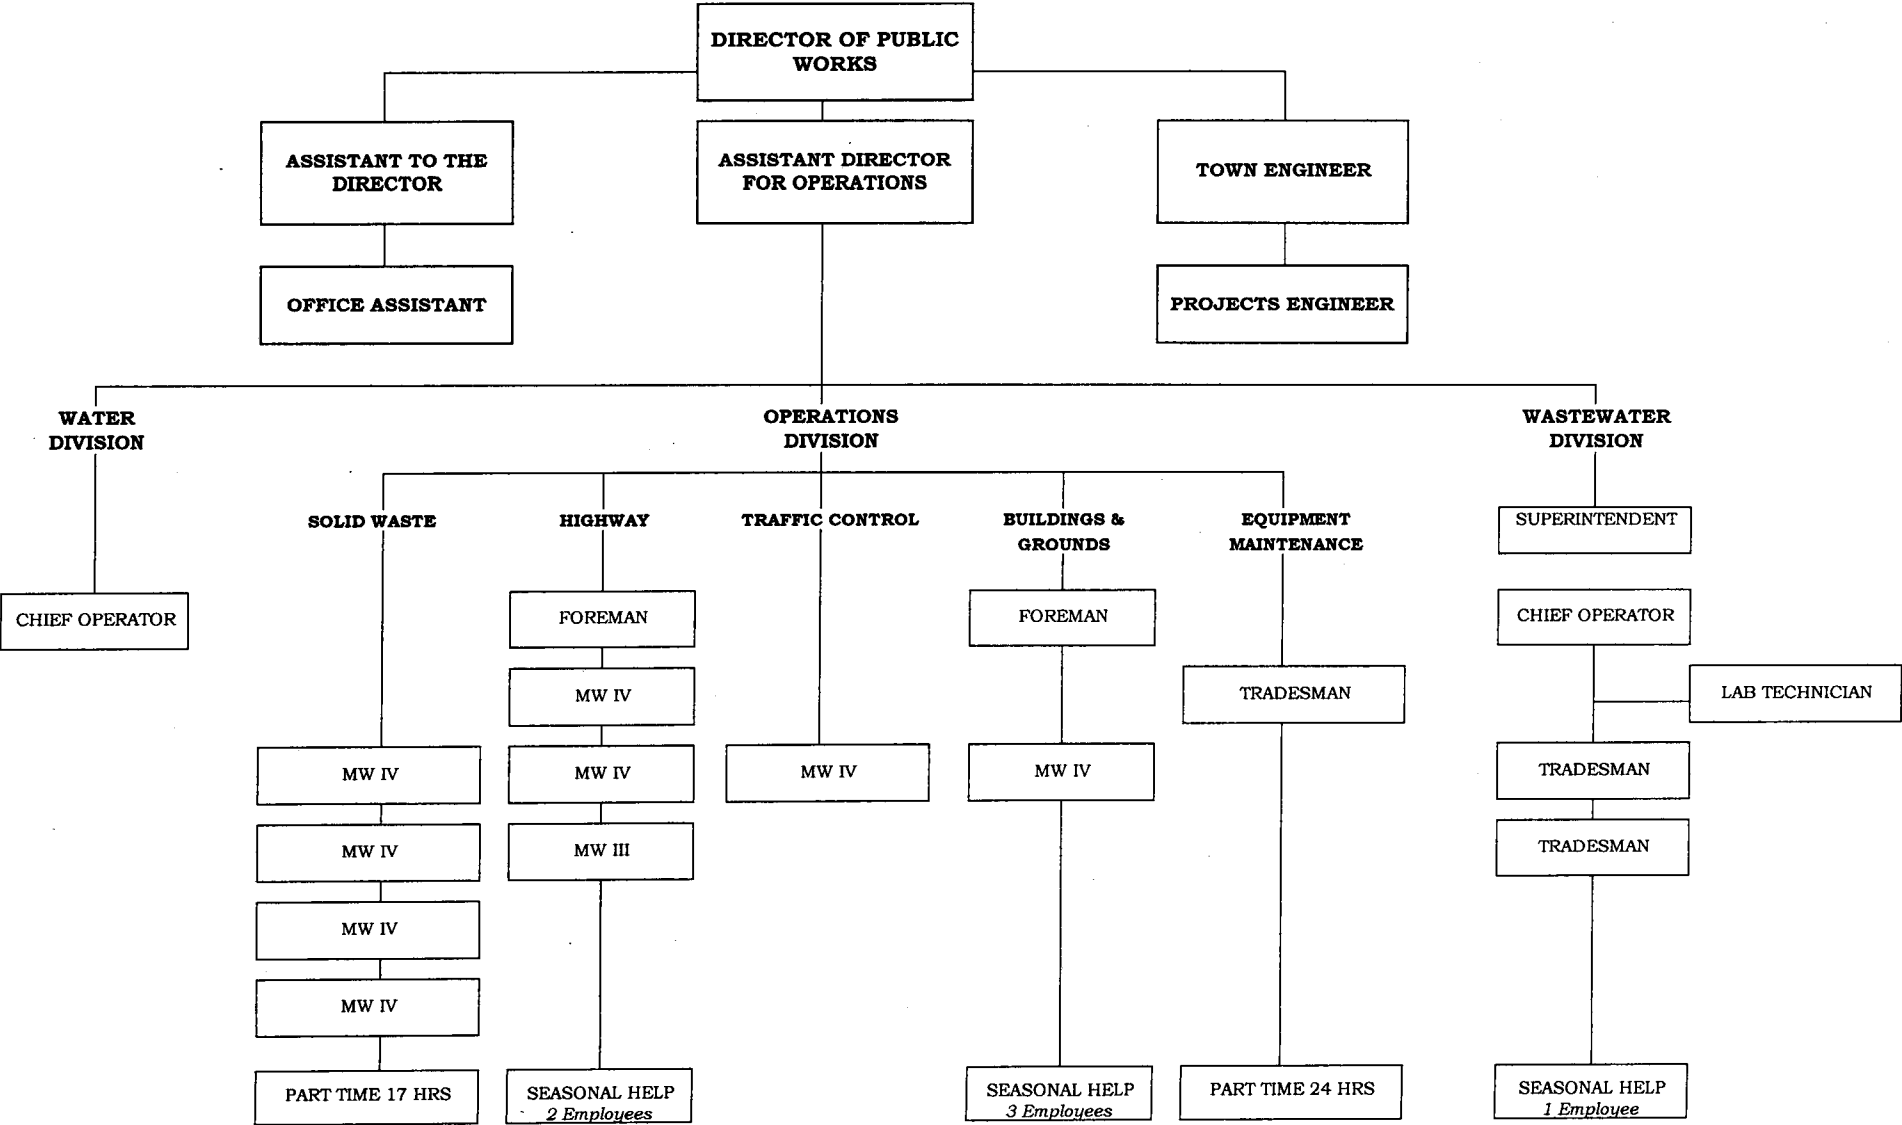 DIRECTOR OF PUBLIC
WORKS
ASSISTANT TO THE
DIRECTOR
ASSISTANT DIRECTOR
FOR OPERATIONS
TOWN ENGINEER
OFFICE ASSISTANT
PROJECTS ENGINEER
WATER
DIVISION
OPERATIONS
DIVISION
WASTEWATER
DIVISION
SOLID WASTE
HIGHWAY
TRAFFIC CONTROL
BUILDINGS &
GROUNDS
EQUIPMENT
MAINTENANCE
SUPERINTENDENT
CHIEF OPERATOR
FOREMAN
FOREMAN
CHIEF OPERATOR
MW IV
TRADESMAN
LAB TECHNICIAN
MW IV
MW IV
MW IV
MW IV
TRADESMAN
MW IV
MW III
TRADESMAN
MW IV
MW IV
PART TIME 17 HRS
SEASONAL HELP
2 Employees
SEASONAL HELP
3 Employees
PART TIME 24 HRS
SEASONAL HELP
1 Employee